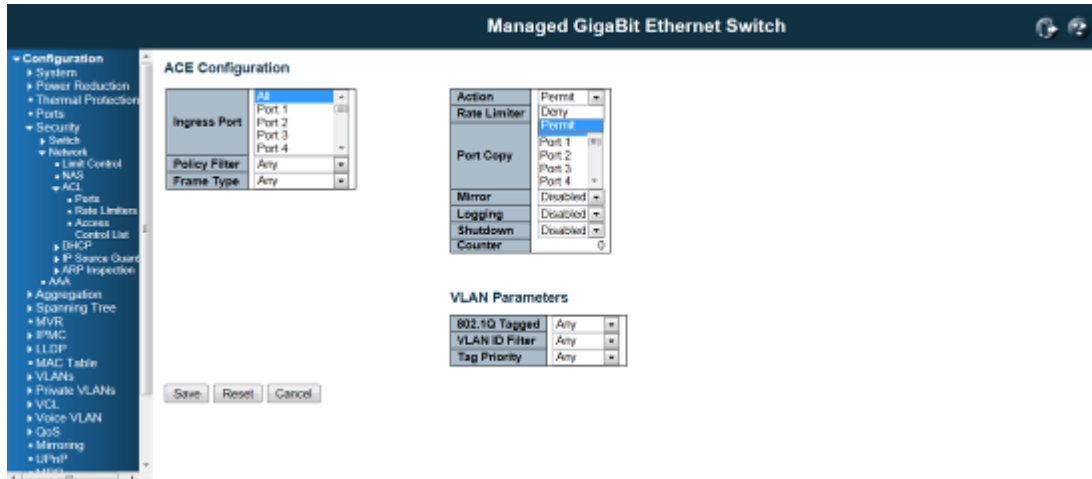 Managed GigaBit Ethernet Switch
Configuration
System
Power Reduction
Thermal Protection
Ports
Security
Switch
Network
Limit Control
NAS
ACL
Ports
Rate Limiters
Access
Control List
DHCP
IP Source Guard
ARP Inspection
AAA
Aggregation
Spanning Tree
MVR
IPMC
LLDP
MAC Table
VLANs
Private VLANs
VCL
Voice VLAN
QoS
Mirroring
UPnP
ACE Configuration
Ingress Port
All
Port 1
Port 2
Port 3
Port 4
Policy Filter Any
Frame Type Any
Action Permit
Rate Limiter Deny
Permit
Port Copy
Port 1
Port 2
Port 3
Port 4
Mirror Disabled
Logging Disabled
Shutdown Disabled
Counter 0
VLAN Parameters
802.1Q Tagged Any
VLAN ID Filter Any
Tag Priority Any
Save Reset Cancel